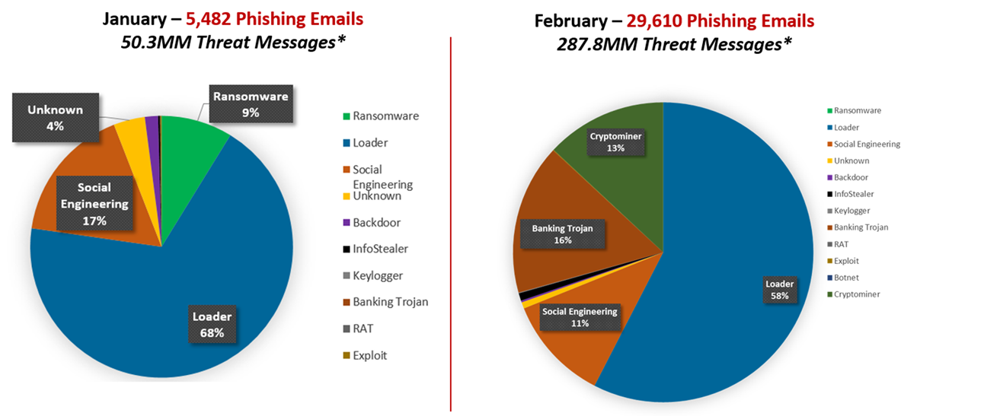 January – 5,482 Phishing Emails
50.3MM Threat Messages*
Unknown
4%
Ransomware
9%
Social
Engineering
17%
Loader
68%
Ransomware
Loader
Social
Engineering
Unknown
Backdoor
InfoStealer
Keylogger
Banking Trojan
RAT
Exploit
February – 29,610 Phishing Emails
287.8MM Threat Messages*
Cryptominer
13%
Banking Trojan
16%
Social Engineering
11%
Loader
58%
Ransomware
Loader
Social Engineering
Unknown
Backdoor
InfoStealer
Keylogger
Banking Trojan
RAT
Exploit
Botnet
Cryptominer